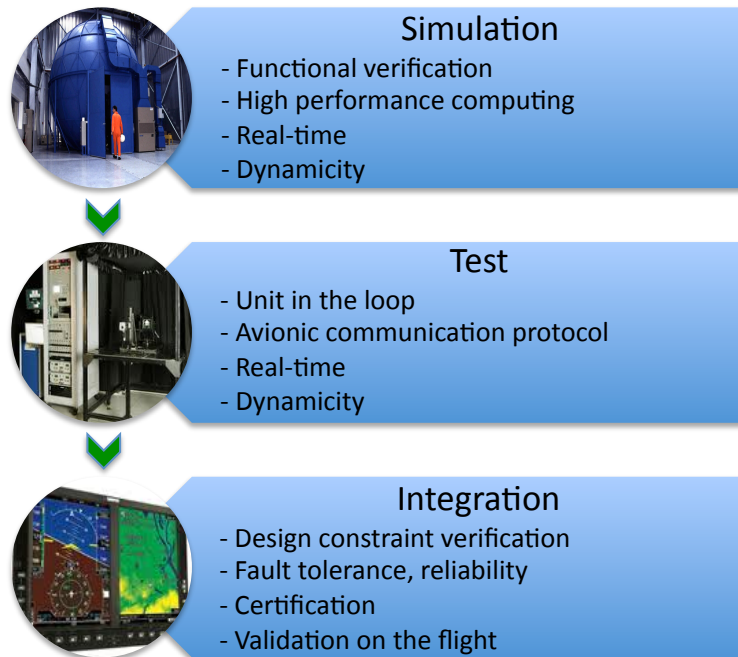 Simulation
- Functional verification
- High performance computing
- Real-time
- Dynamicity
Test
- Unit in the loop
- Avionic communication protocol
- Real-time
- Dynamicity
Integration
- Design constraint verification
- Fault tolerance, reliability
- Certification
- Validation on the flight